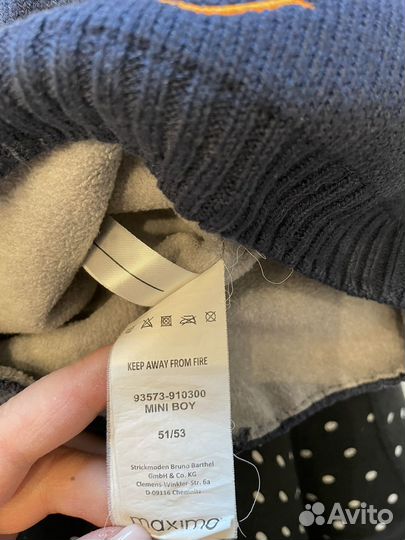 KEEP AWAY FROM FIRE
93573-910300
MINI BOY
51/53
Strickmoden Bruno Barthel
GmbH & Co. KG
Clemens-Winkler-Str. 6a
D-09116 Chemnitz
maximo
Avito